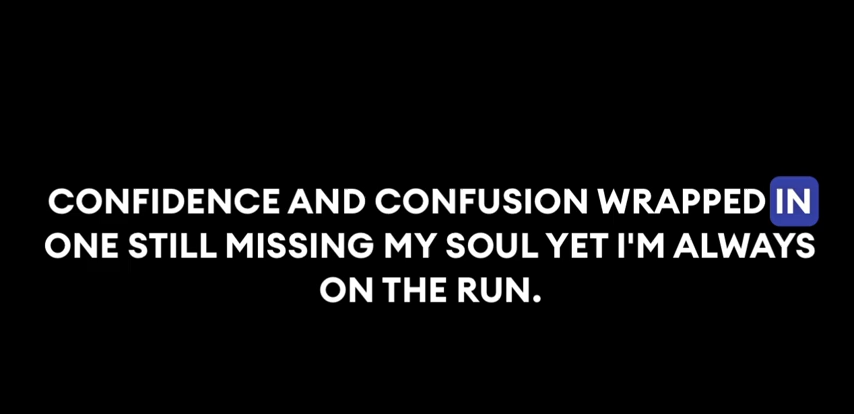 CONFIDENCE AND CONFUSION WRAPPED IN
ONE STILL MISSING MY SOUL YET I'M ALWAYS
ON THE RUN.